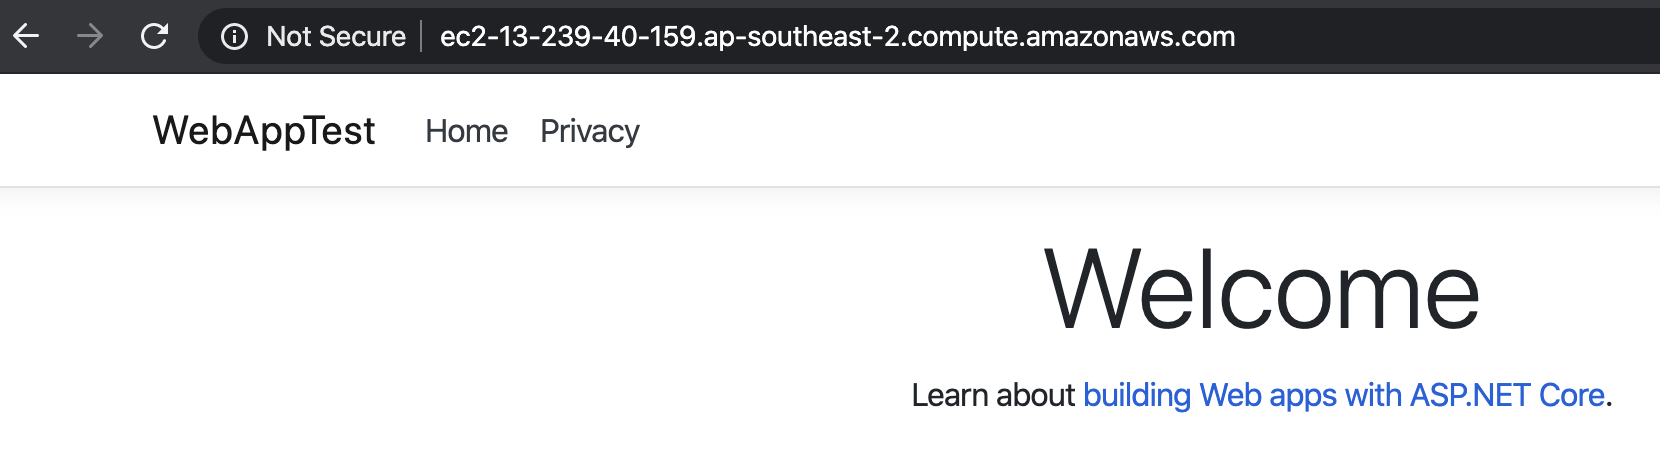 Not Secure | ec2-13-239-40-159.ap-southeast-2.compute.amazonaws.com
WebAppTest Home Privacy
Welcome
Learn about building Web apps with ASP.NET Core.